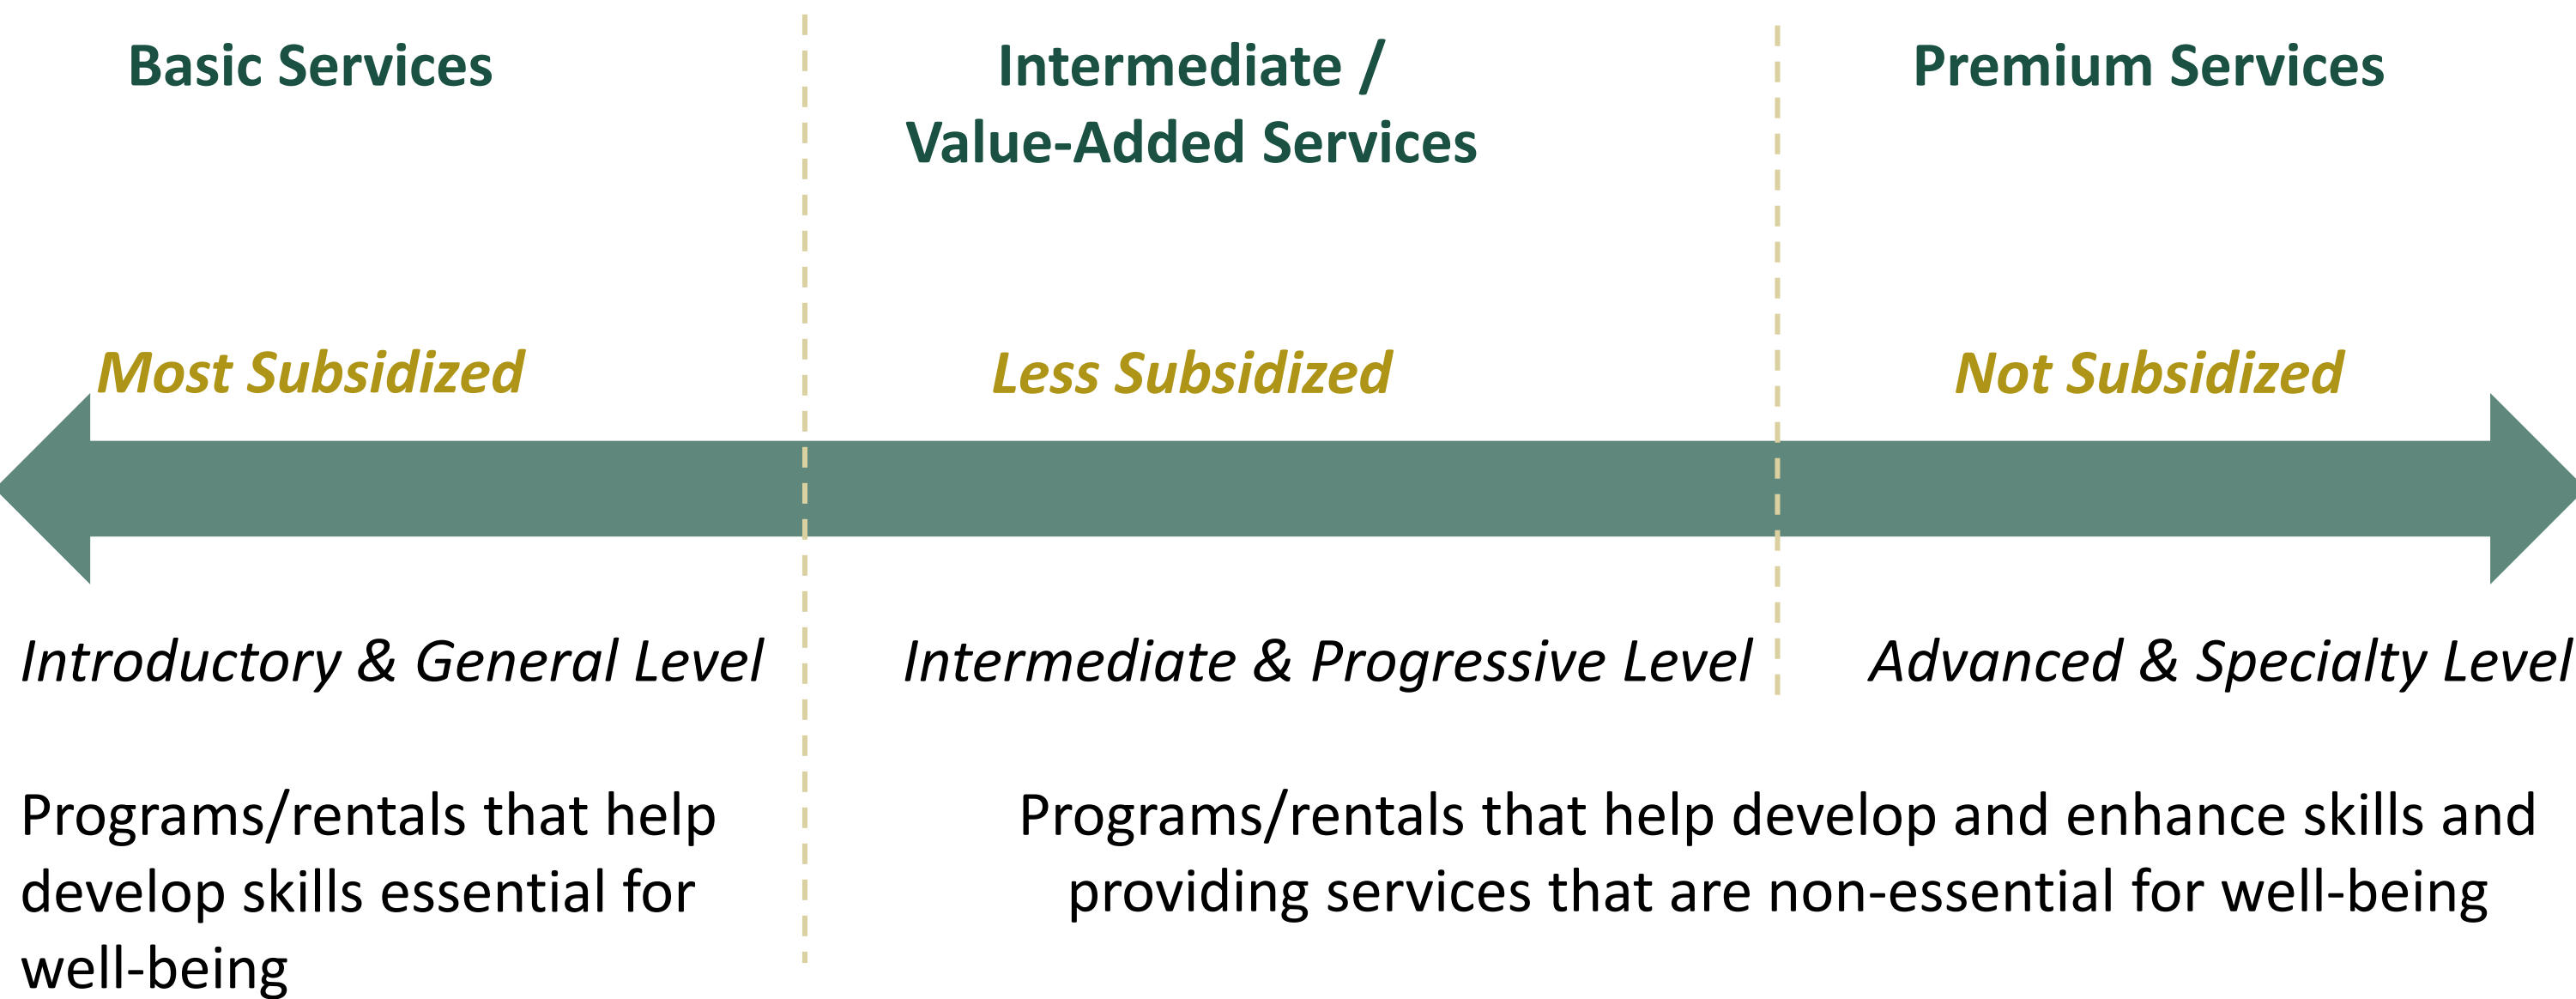 Basic Services
Intermediate /
Value-Added Services
Premium Services
Most Subsidized
Less Subsidized
Not Subsidized
Introductory & General Level
Intermediate & Progressive Level
Advanced & Specialty Level
Programs/rentals that help
develop skills essential for
well-being
Programs/rentals that help develop and enhance skills and
providing services that are non-essential for well-being